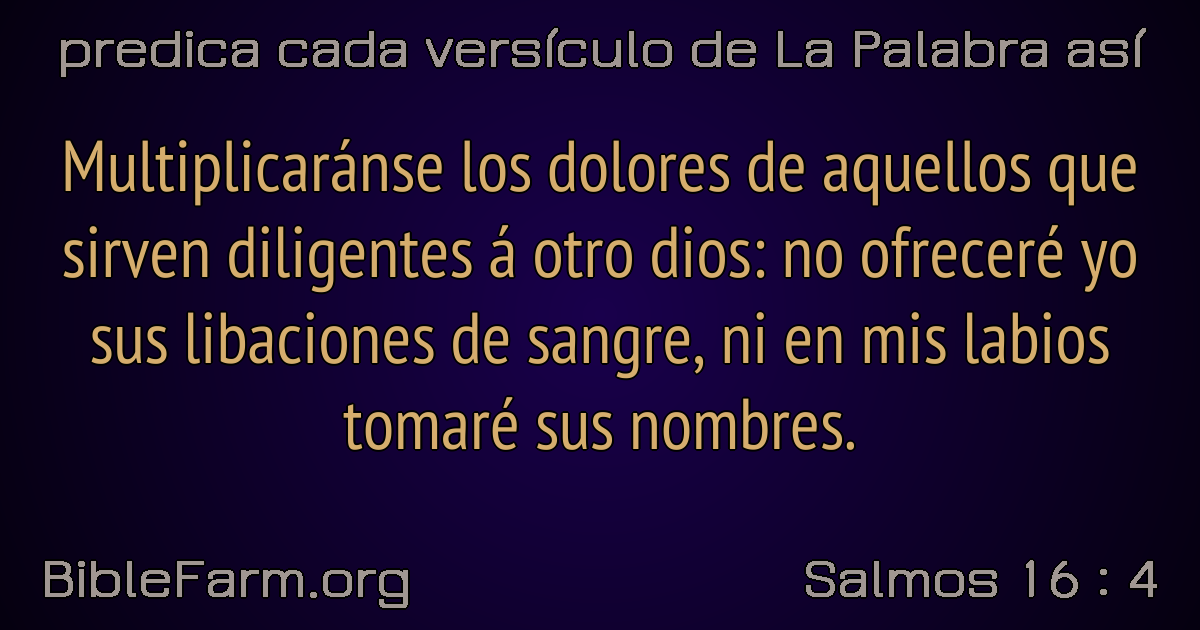 predica cada versículo de La Palabra así
Multiplicaránse los dolores de aquellos que
sirven diligentes á otro dios: no ofreceré yo
sus libaciones de sangre, ni en mis labios
tomaré sus nombres.
BibleFarm.org
Salmos 16 : 4